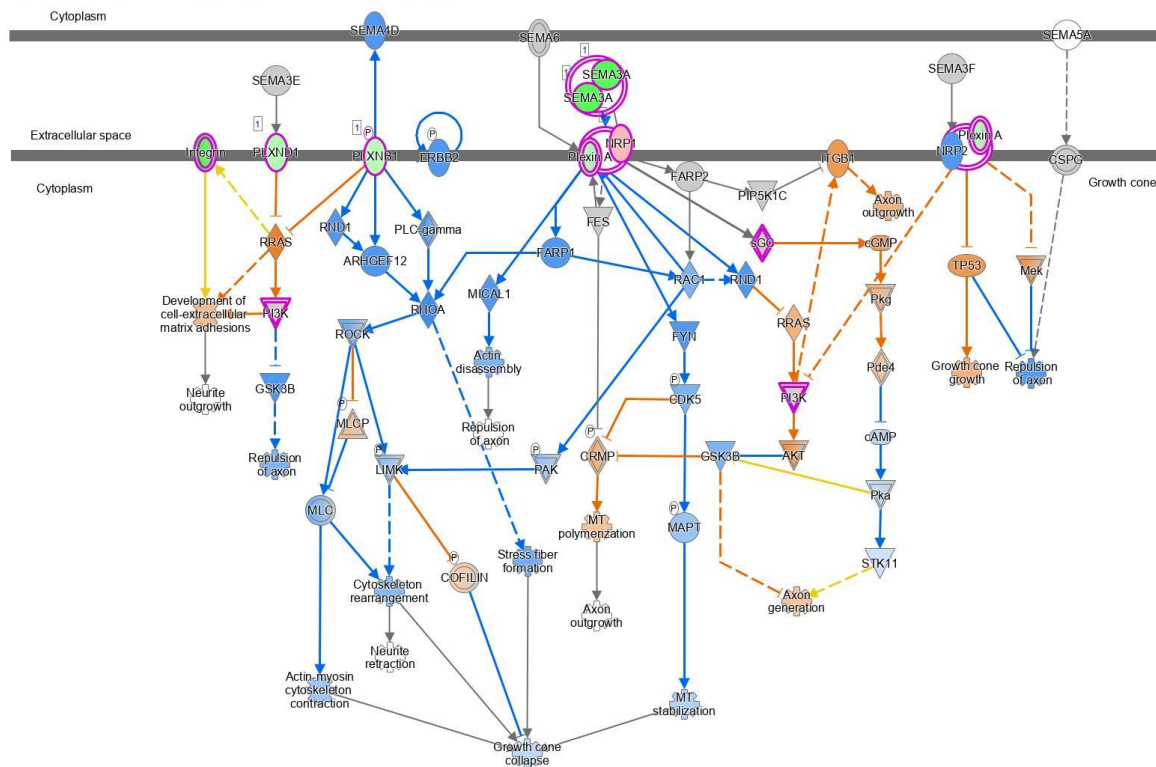 Cytoplasm
SEMA4D
SEMA6
SEMA5A
1
SEMA3E
1
SEMA3A
SEMA3A
SEMA3F
1
1
P
P
Extracellular space
Integrin
PLXND1
PLXNB1
ERBB2
Plexin A
NRP1
ITGB1
NRP2
Plexin A
CSPG
Cytoplasm
Growth cone
FARP2
PIP5K1C
Axon
outgrowth
FES
RND1
PLC gamma
RRAS
ARHGEF12
FARP1
sGC
cGMP
RAC1
RND1
TP53
Mek
Development of
cell-extracellular
matrix adhesions
PI3K
RHOA
MICAL1
Pkg
RRAS
ROCK
FYN
Actin
disassembly
Pde4
Growth cone
growth
Repulsion
of axon
Neurite
outgrowth
GSK3B
P
CDK5
PI3K
P
MLCP
Repulsion
of axon
P
cAMP
Repulsion
of axon
P
LIMK
P
PAK
CRMP
GSK3B
AKT
Pka
MLC
MT
polymerization
P
MAPT
P
COFILIN
Stress fiber
formation
STK11
Cytoskeleton
rearrangement
Axon
generation
Axon
outgrowth
Neurite
retraction
Actin-myosin
cytoskeleton
contraction
MT
stabilization
Growth cone
collapse